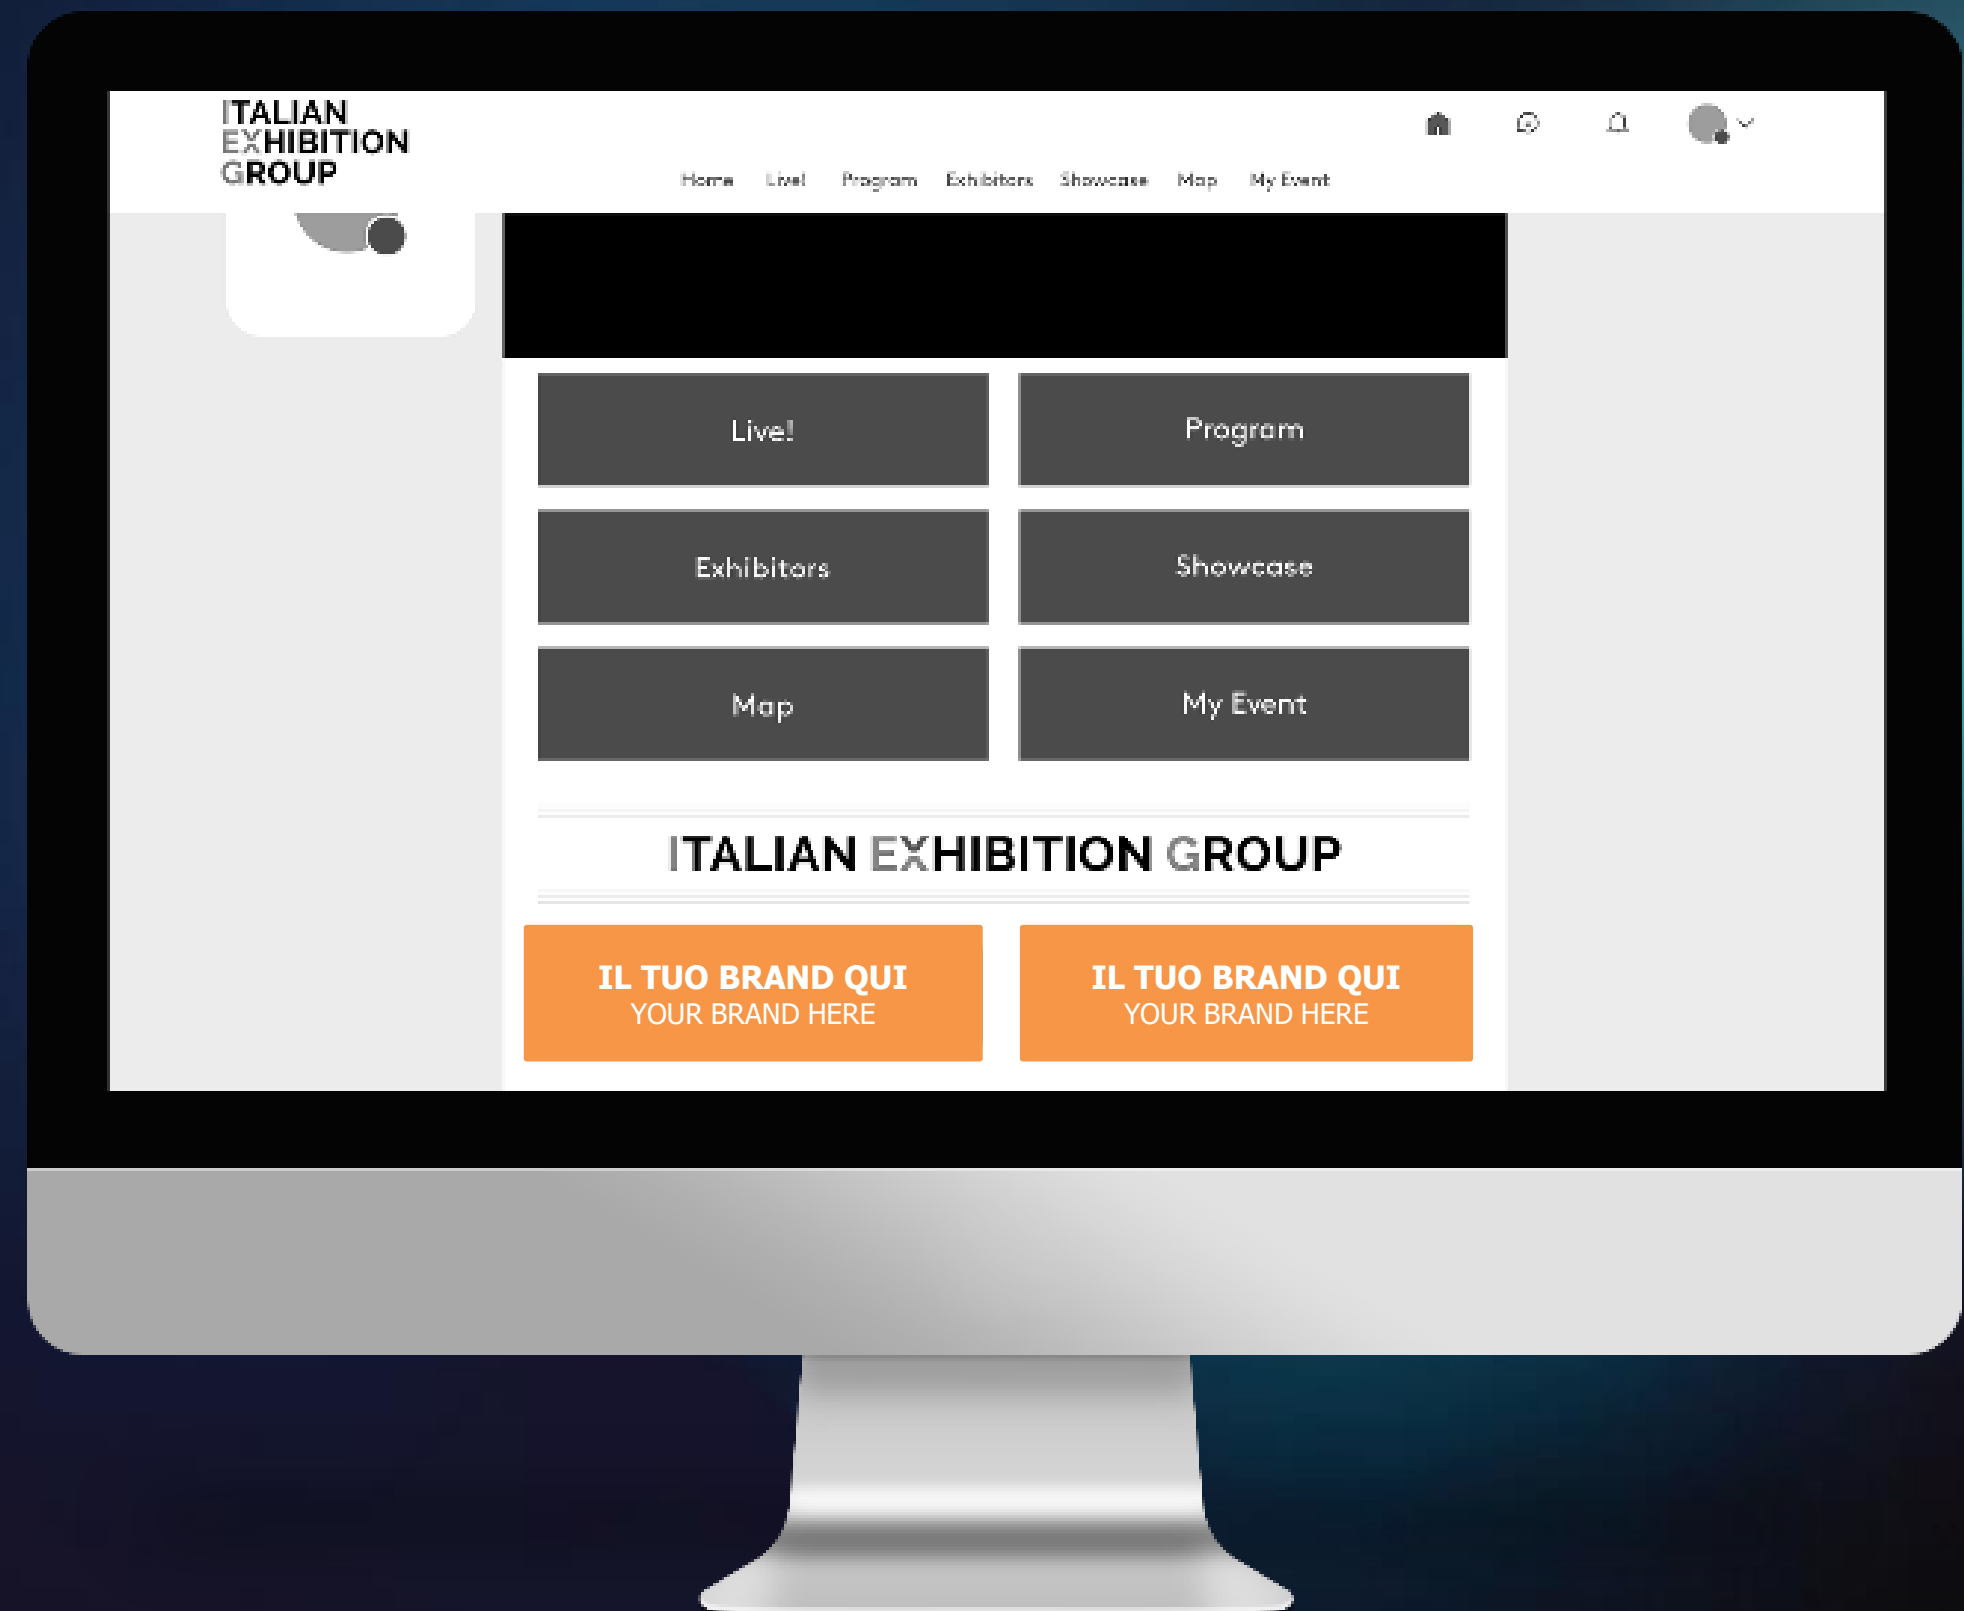 ITALIAN
EXHIBITION
GROUP
Home Live! Program Exhibitors Showcase Map My Event
Live!
Program
Exhibitors
Showcase
Map
My Event
ITALIAN EXHIBITION GROUP
IL TUO BRAND QUI
YOUR BRAND HERE
IL TUO BRAND QUI
YOUR BRAND HERE